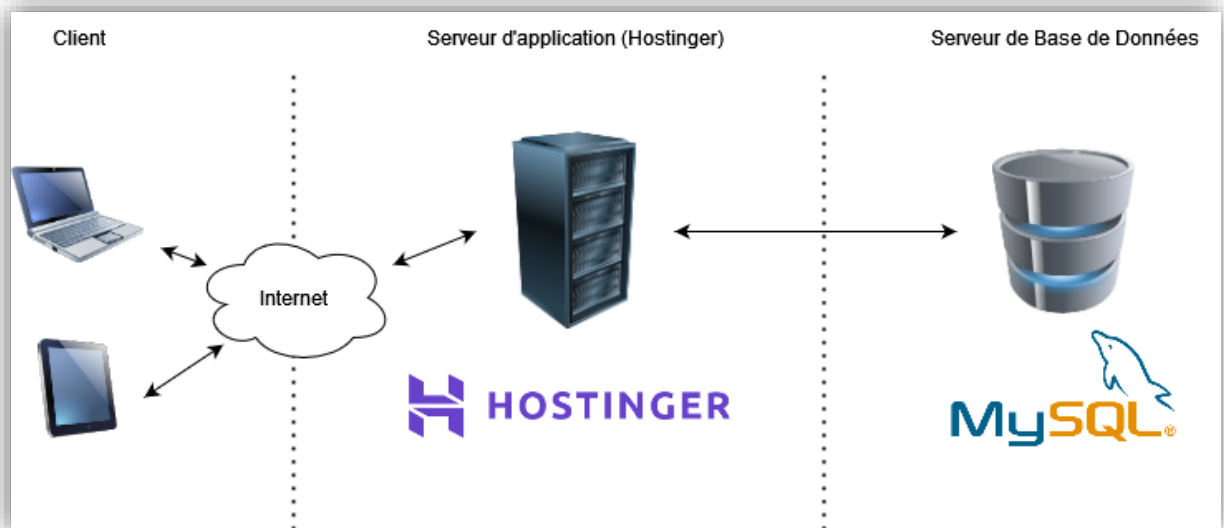 Client
Serveur d'application (Hostinger)
Serveur de Base de Données
Internet
HOSTINGER
MySQL®